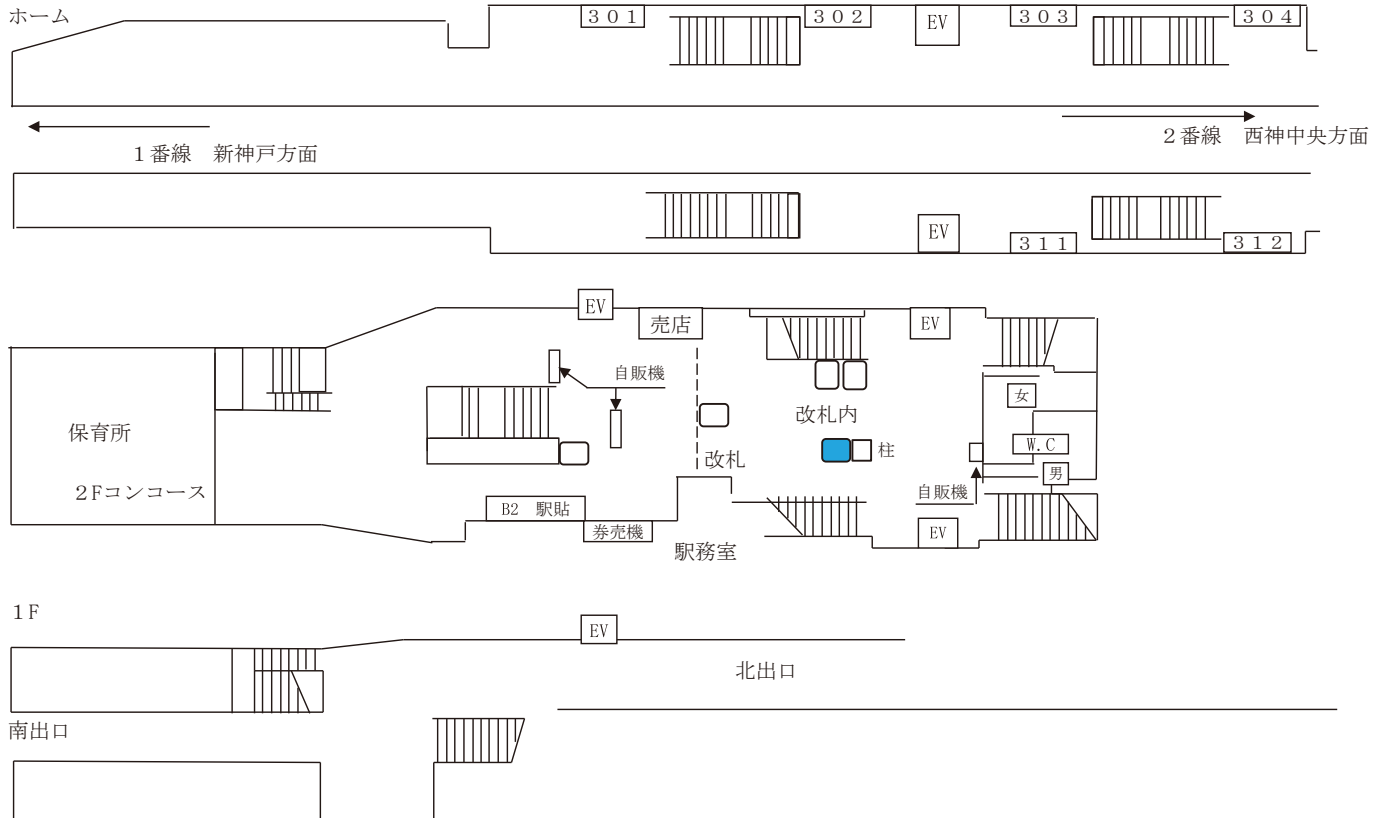 ホーム
３０１
３０２
EV
３０３
３０４
１番線　新神戸方面
２番線　西神中央方面
EV
３１１
３１２
EV
売店
EV
自販機
女
改札内
保育所
W.C
柱
改札
男
２Fコンコース
自販機
B2　駅貼
券売機
EV
駅務室
１F
EV
北出口
南出口